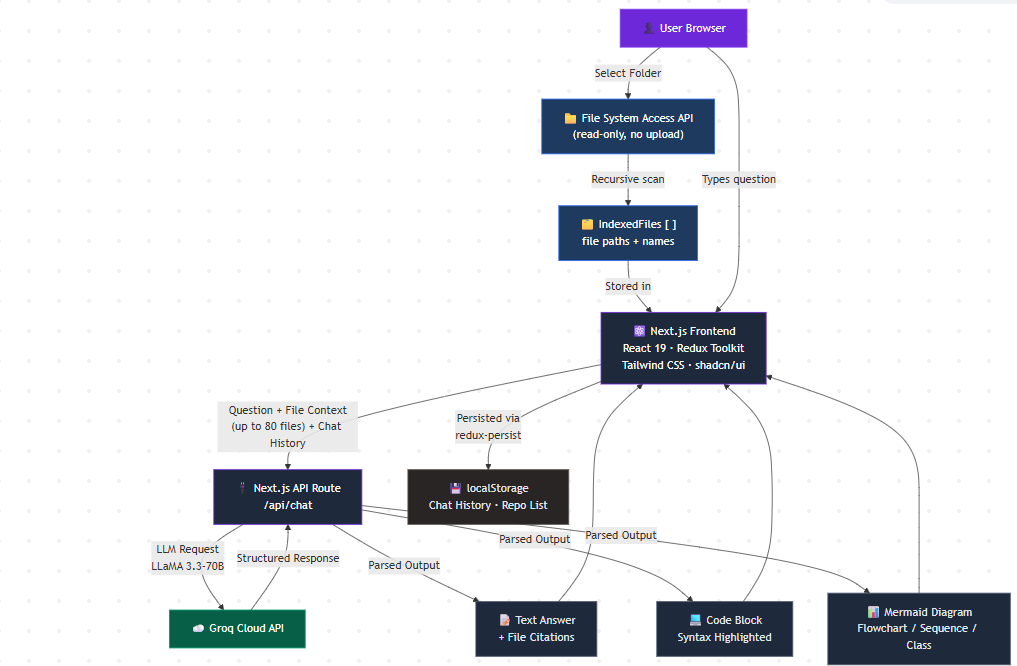 User Browser
Select Folder
File System Access API
(read-only, no upload)
Recursive scan
Types question
IndexedFiles [ ]
file paths + names
Stored in
Next.js Frontend
React 19 · Redux Toolkit
Tailwind CSS · shadcn/ui
Question + File Context
(up to 80 files) + Chat
History
Persisted via
redux-persist
Next.js API Route
/api/chat
localStorage
Chat History · Repo List
LLM Request
LLaMA 3.3-70B
Structured Response
Parsed Output
Parsed Output
Parsed Output
Groq Cloud API
Text Answer
+ File Citations
Code Block
Syntax Highlighted
Mermaid Diagram
Flowchart / Sequence /
Class